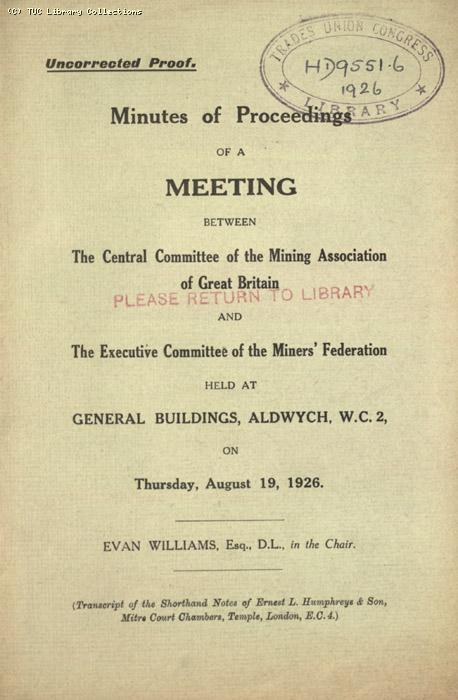 (C) TUC Library Collections
Uncorrected Proof.
TRADES UNION CONGRESS
HD9551.6
1926
LIBRARY
Minutes of Proceedings
OF A
MEETING
BETWEEN
The Central Committee of the Mining Association
of Great Britain
PLEASE RETURN TO LIBRARY
AND
The Executive Committee of the Miners' Federation
HELD AT
GENERAL BUILDINGS, ALDWYCH, W.C. 2,
ON
Thursday, August 19, 1926.
EVAN WILLIAMS, Esq., D.L., in the Chair.
(Transcript of the Shorthand Notes of Ernest L. Humphreys & Son,
Mitre Court Chambers, Temple, London, E.C. 4.)